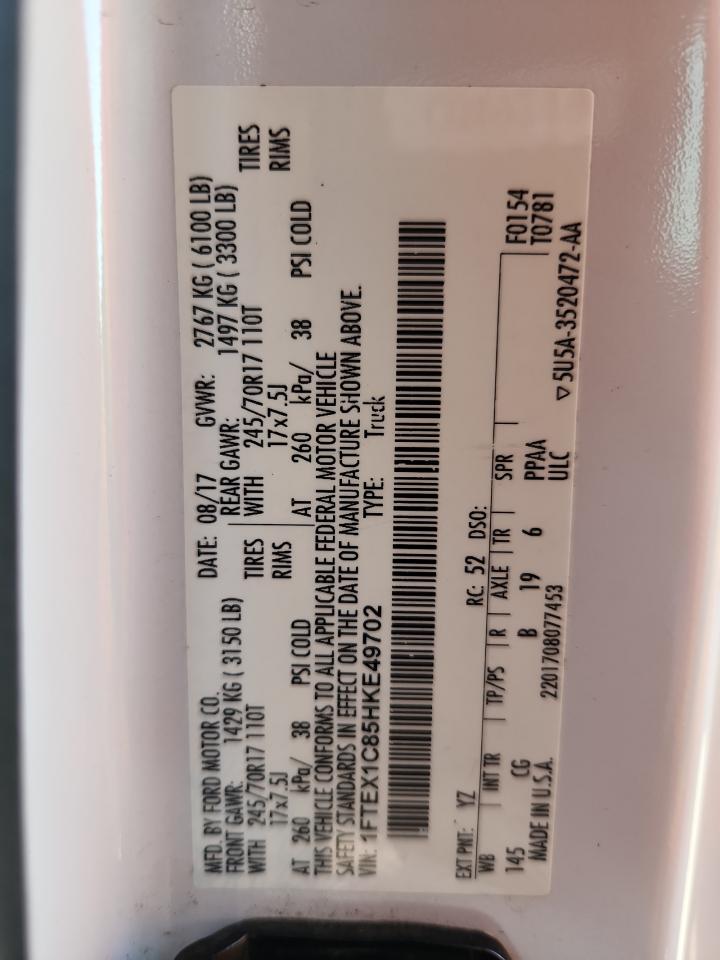 MFD. BY FORD MOTOR CO. DATE: 08/17 GVWR: 2767 KG ( 6100 LB)
FRONT GAWR: 1429 KG ( 3150 LB) REAR GAWR: 1497 KG ( 3300 LB)
WITH 245/70R17 110T TIRES WITH 245/70R17 110T TIRES
17x7.5J RIMS 17x7.5J RIMS
AT 260 kPa/ 38 PSI COLD AT 260 kPa/ 38 PSI COLD
THIS VEHICLE CONFORMS TO ALL APPLICABLE FEDERAL MOTOR VEHICLE
SAFETY STANDARDS IN EFFECT ON THE DATE OF MANUFACTURE SHOWN ABOVE.
VIN: 1FTEX1C85HKE49702 TYPE: Truck
EXT PNT: YZ RC: 52 DSO: F0154
WB INT TR TP/PS R AXLE TR SPR T0781
145 CG B 19 6 PPAA
MADE IN U.S.A. 2201708077453 ULC ▽5U5A-3520472-AA